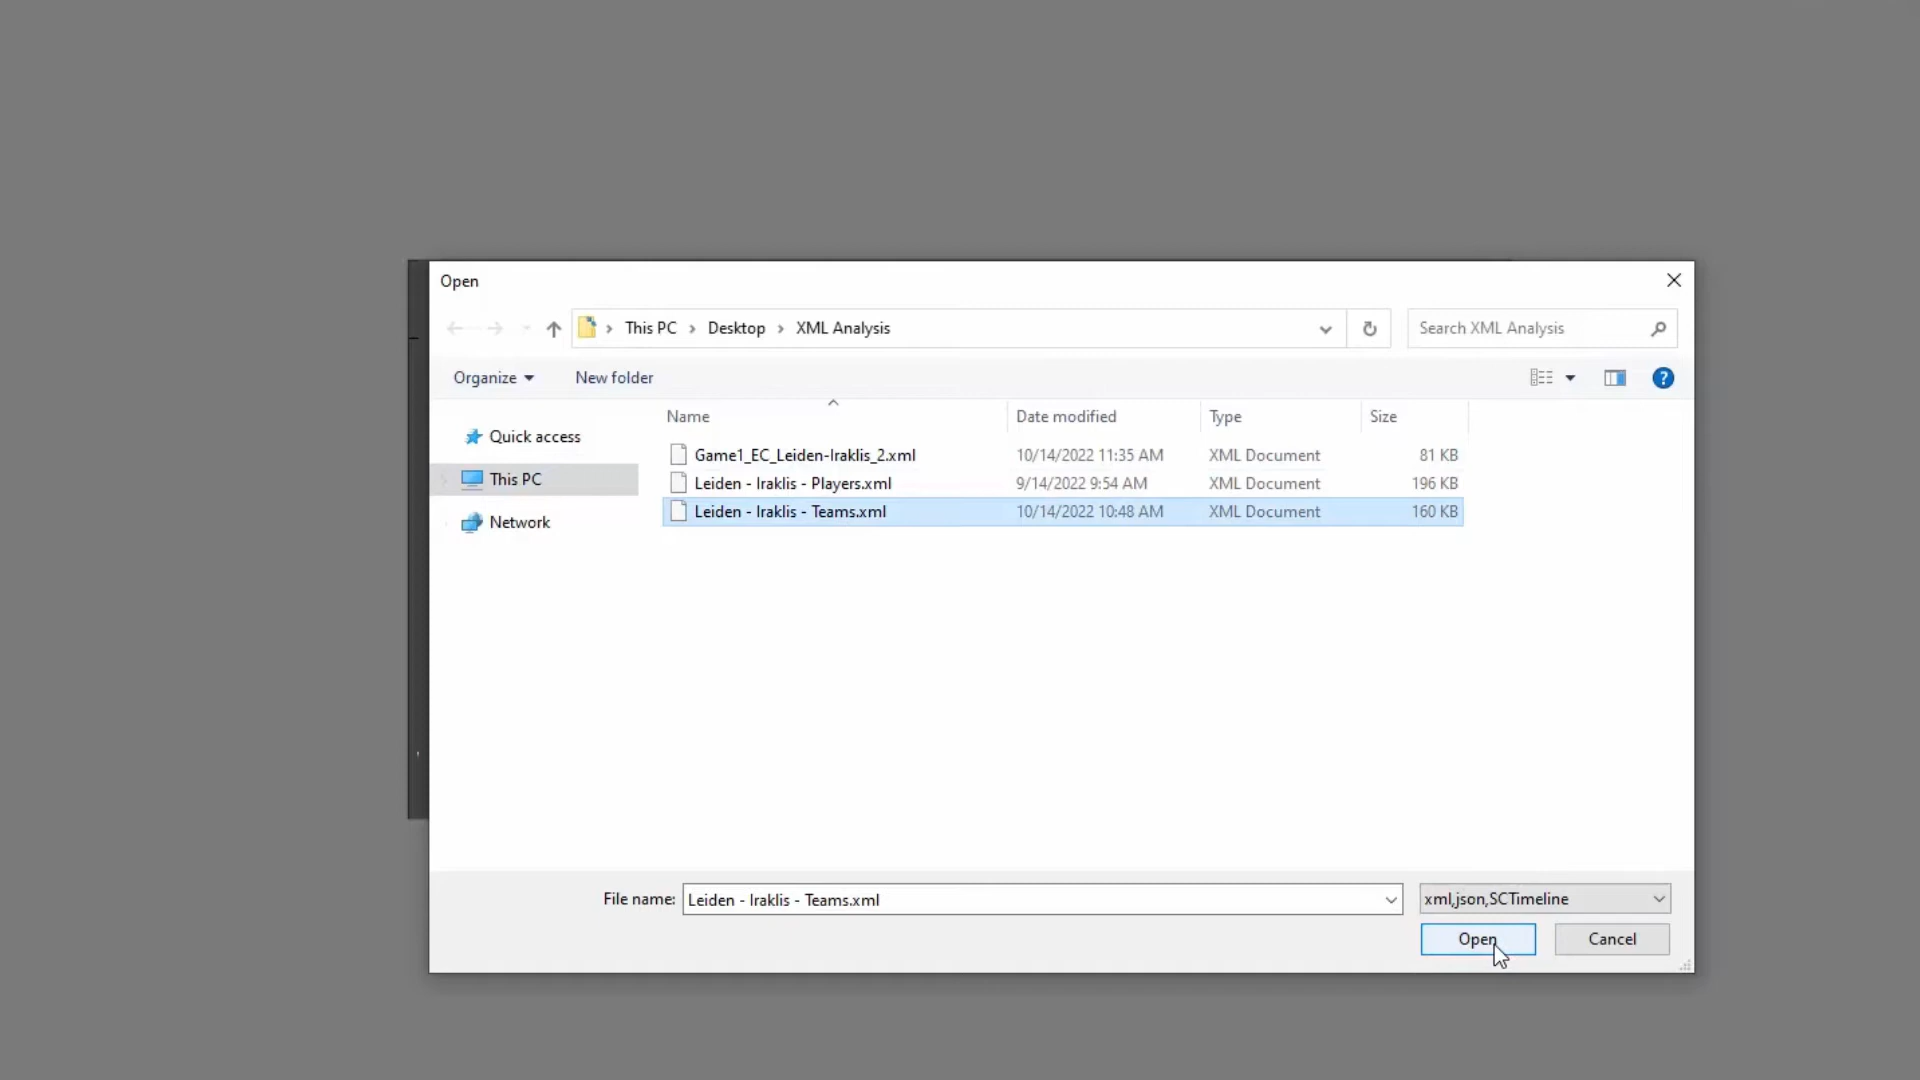 Open
This PC > Desktop > XML Analysis
Search XML Analysis
Organize
New folder
?
Name
Date modified
Type
Size
Quick access
This PC
Network
Game1_EC_Leiden-Iraklis_2.xml 10/14/2022 11:35 AM XML Document 81 KB
Leiden - Iraklis - Players.xml 9/14/2022 9:54 AM XML Document 196 KB
Leiden - Iraklis - Teams.xml 10/14/2022 10:48 AM XML Document 160 KB
File name: Leiden - Iraklis - Teams.xml
xml,json,SCTimeline
Open
Cancel